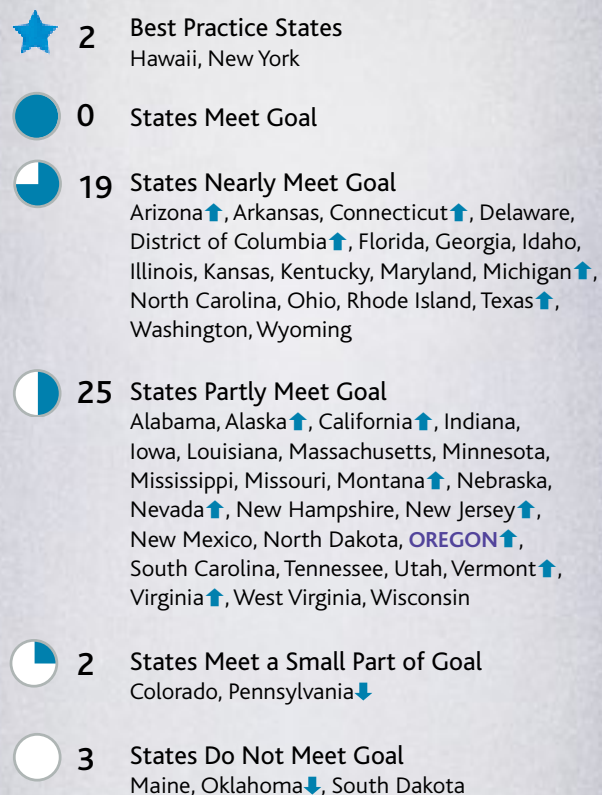 2 Best Practice States
Hawaii, New York
0 States Meet Goal
19 States Nearly Meet Goal
Arizona⬆, Arkansas, Connecticut⬆, Delaware,
District of Columbia⬆, Florida, Georgia, Idaho,
Illinois, Kansas, Kentucky, Maryland, Michigan⬆,
North Carolina, Ohio, Rhode Island, Texas⬆,
Washington, Wyoming
25 States Partly Meet Goal
Alabama, Alaska⬆, California⬆, Indiana,
Iowa, Louisiana, Massachusetts, Minnesota,
Mississippi, Missouri, Montana⬆, Nebraska,
Nevada⬆, New Hampshire, New Jersey⬆,
New Mexico, North Dakota, OREGON⬆,
South Carolina, Tennessee, Utah, Vermont⬆,
Virginia⬆, West Virginia, Wisconsin
2 States Meet a Small Part of Goal
Colorado, Pennsylvania⬇
3 States Do Not Meet Goal
Maine, Oklahoma⬇, South Dakota